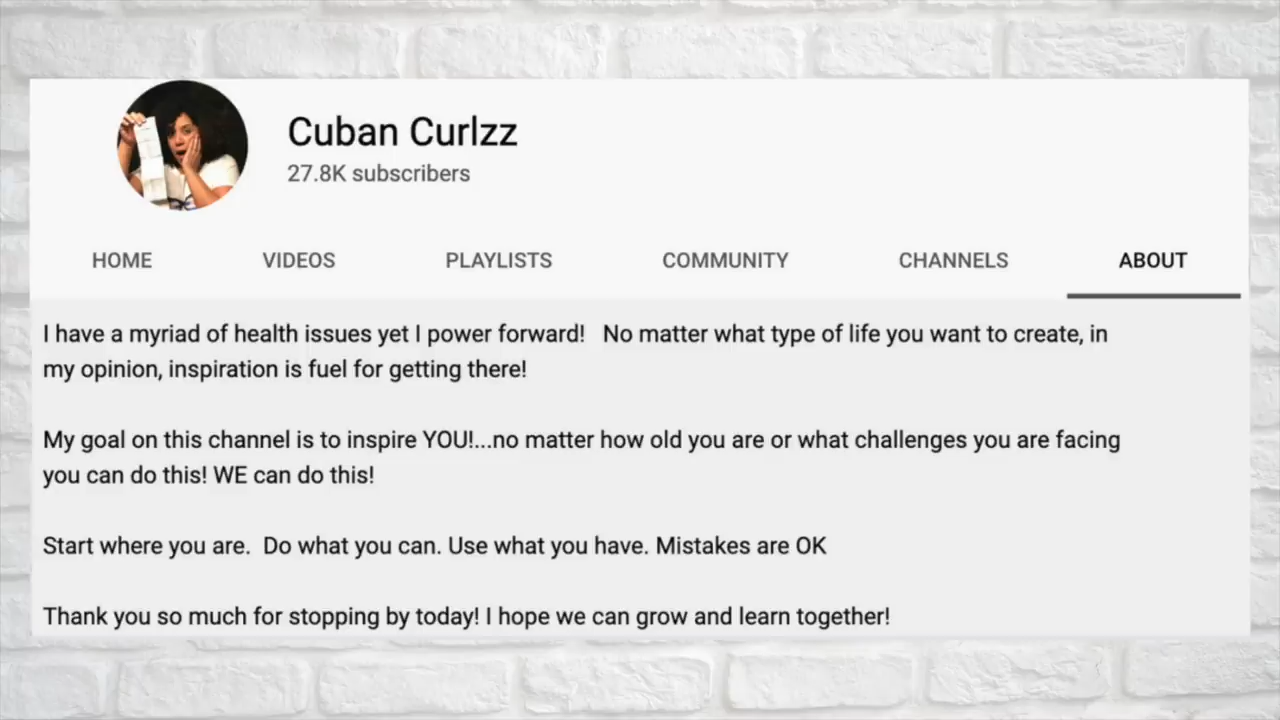 Cuban Curlzz
27.8K subscribers
HOME VIDEOS PLAYLISTS COMMUNITY CHANNELS ABOUT
I have a myriad of health issues yet I power forward!   No matter what type of life you want to create, in
my opinion, inspiration is fuel for getting there!
My goal on this channel is to inspire YOU!...no matter how old you are or what challenges you are facing
you can do this! WE can do this!
Start where you are.  Do what you can. Use what you have. Mistakes are OK
Thank you so much for stopping by today! I hope we can grow and learn together!